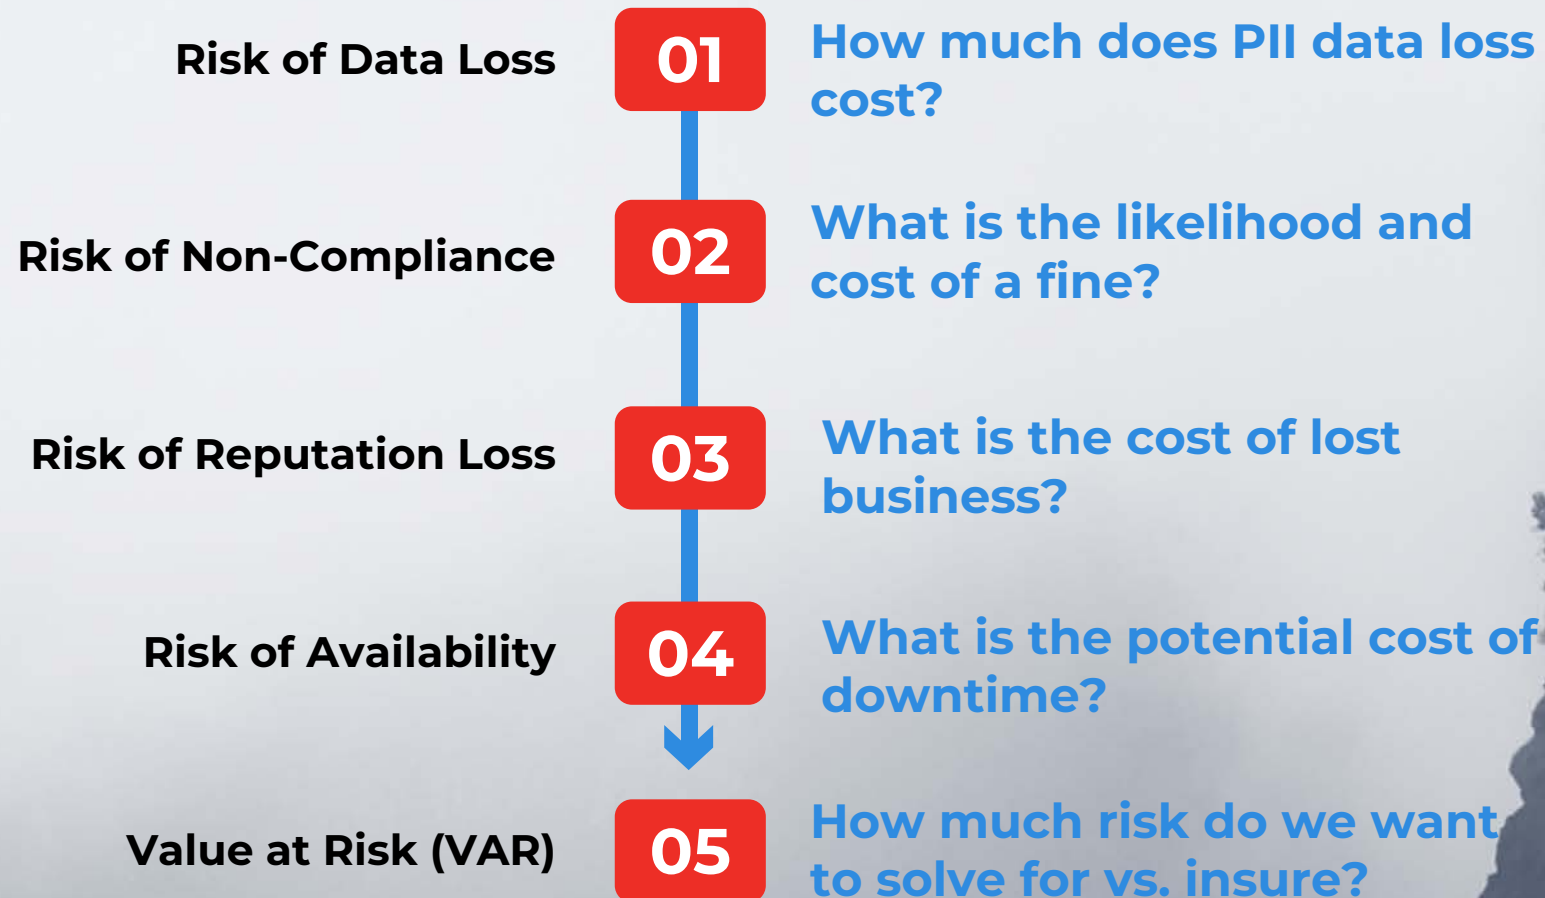 Risk of Data Loss
01
How much does PII data loss
cost?
Risk of Non-Compliance
02
What is the likelihood and
cost of a fine?
Risk of Reputation Loss
03
What is the cost of lost
business?
Risk of Availability
04
What is the potential cost of
downtime?
Value at Risk (VAR)
05
How much risk do we want
to solve for vs. insure?